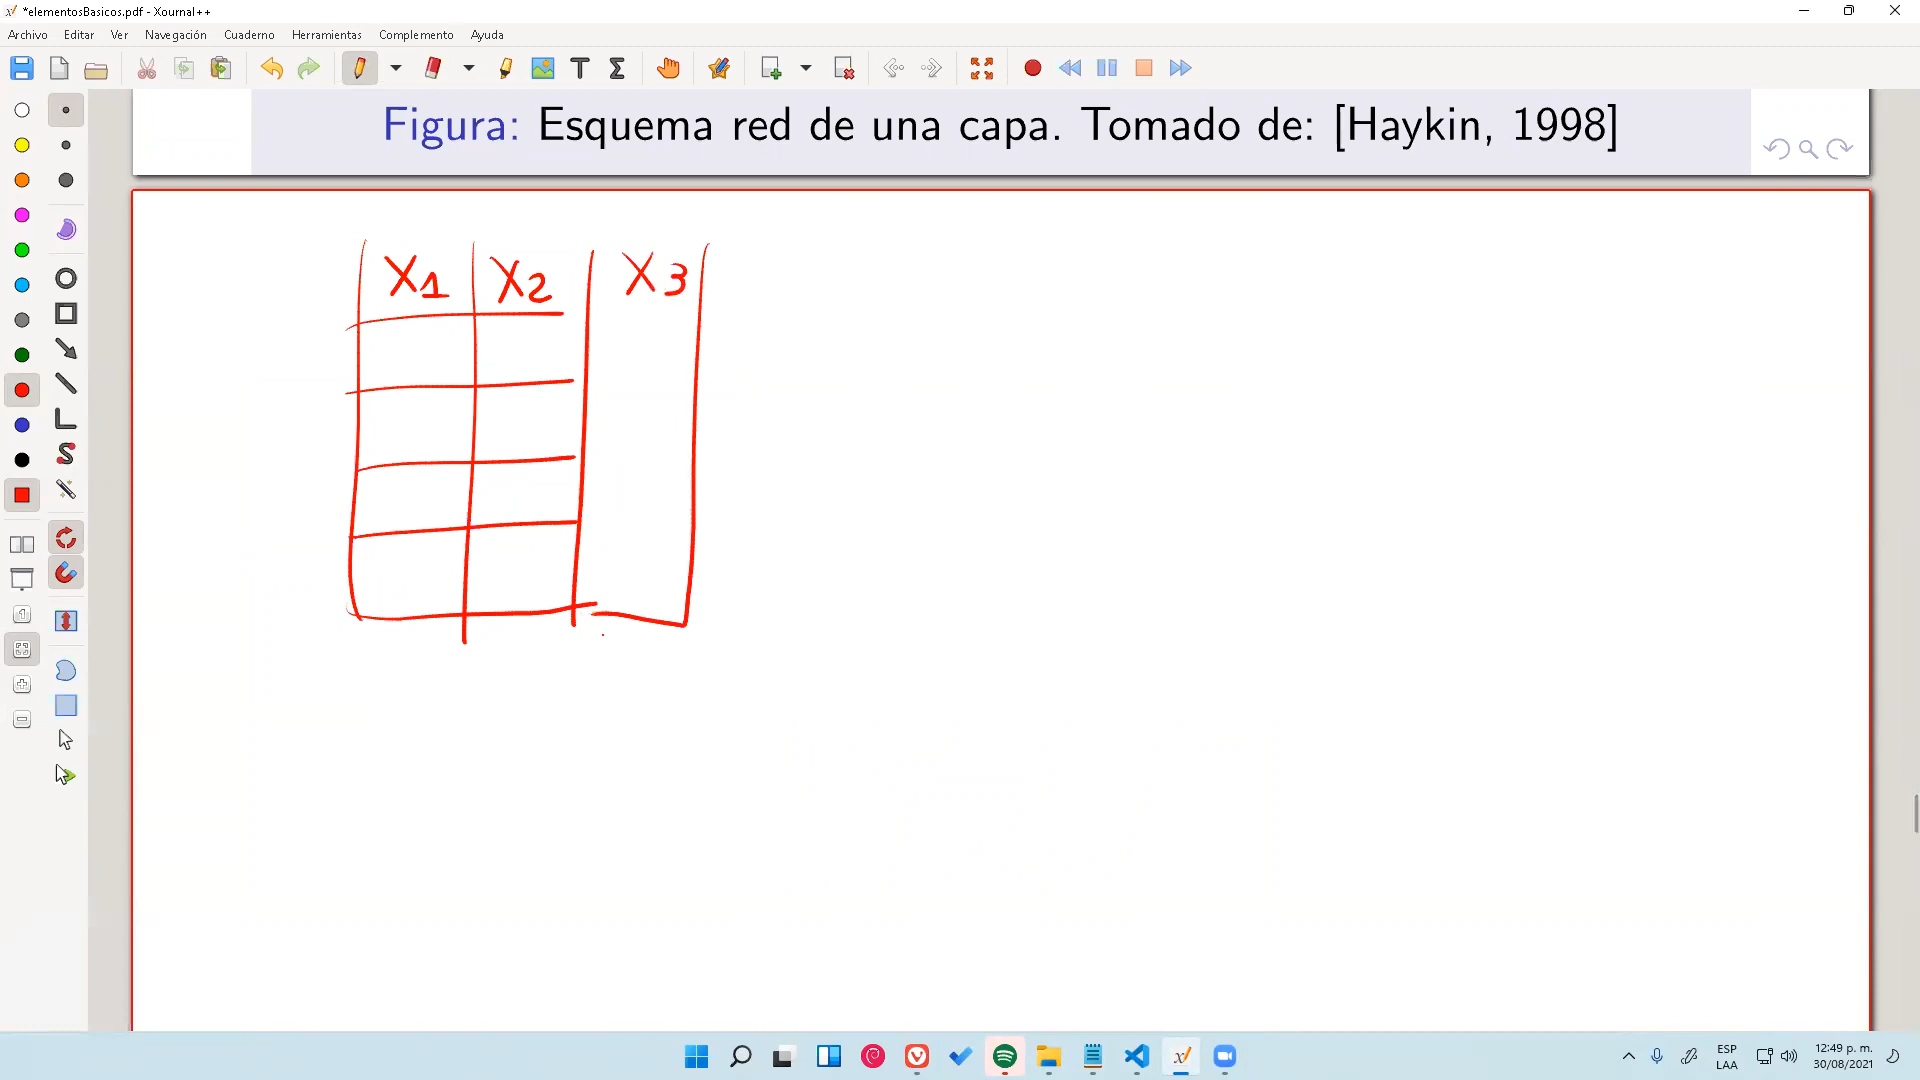 *elementosBasicos.pdf - Xournal++
Archivo Editar Ver Navegación Cuaderno Herramientas Complemento Ayuda
Figura: Esquema red de una capa. Tomado de: [Haykin, 1998]
X1 X2 X3
ESP
LAA
12:49 p. m.
30/08/2021